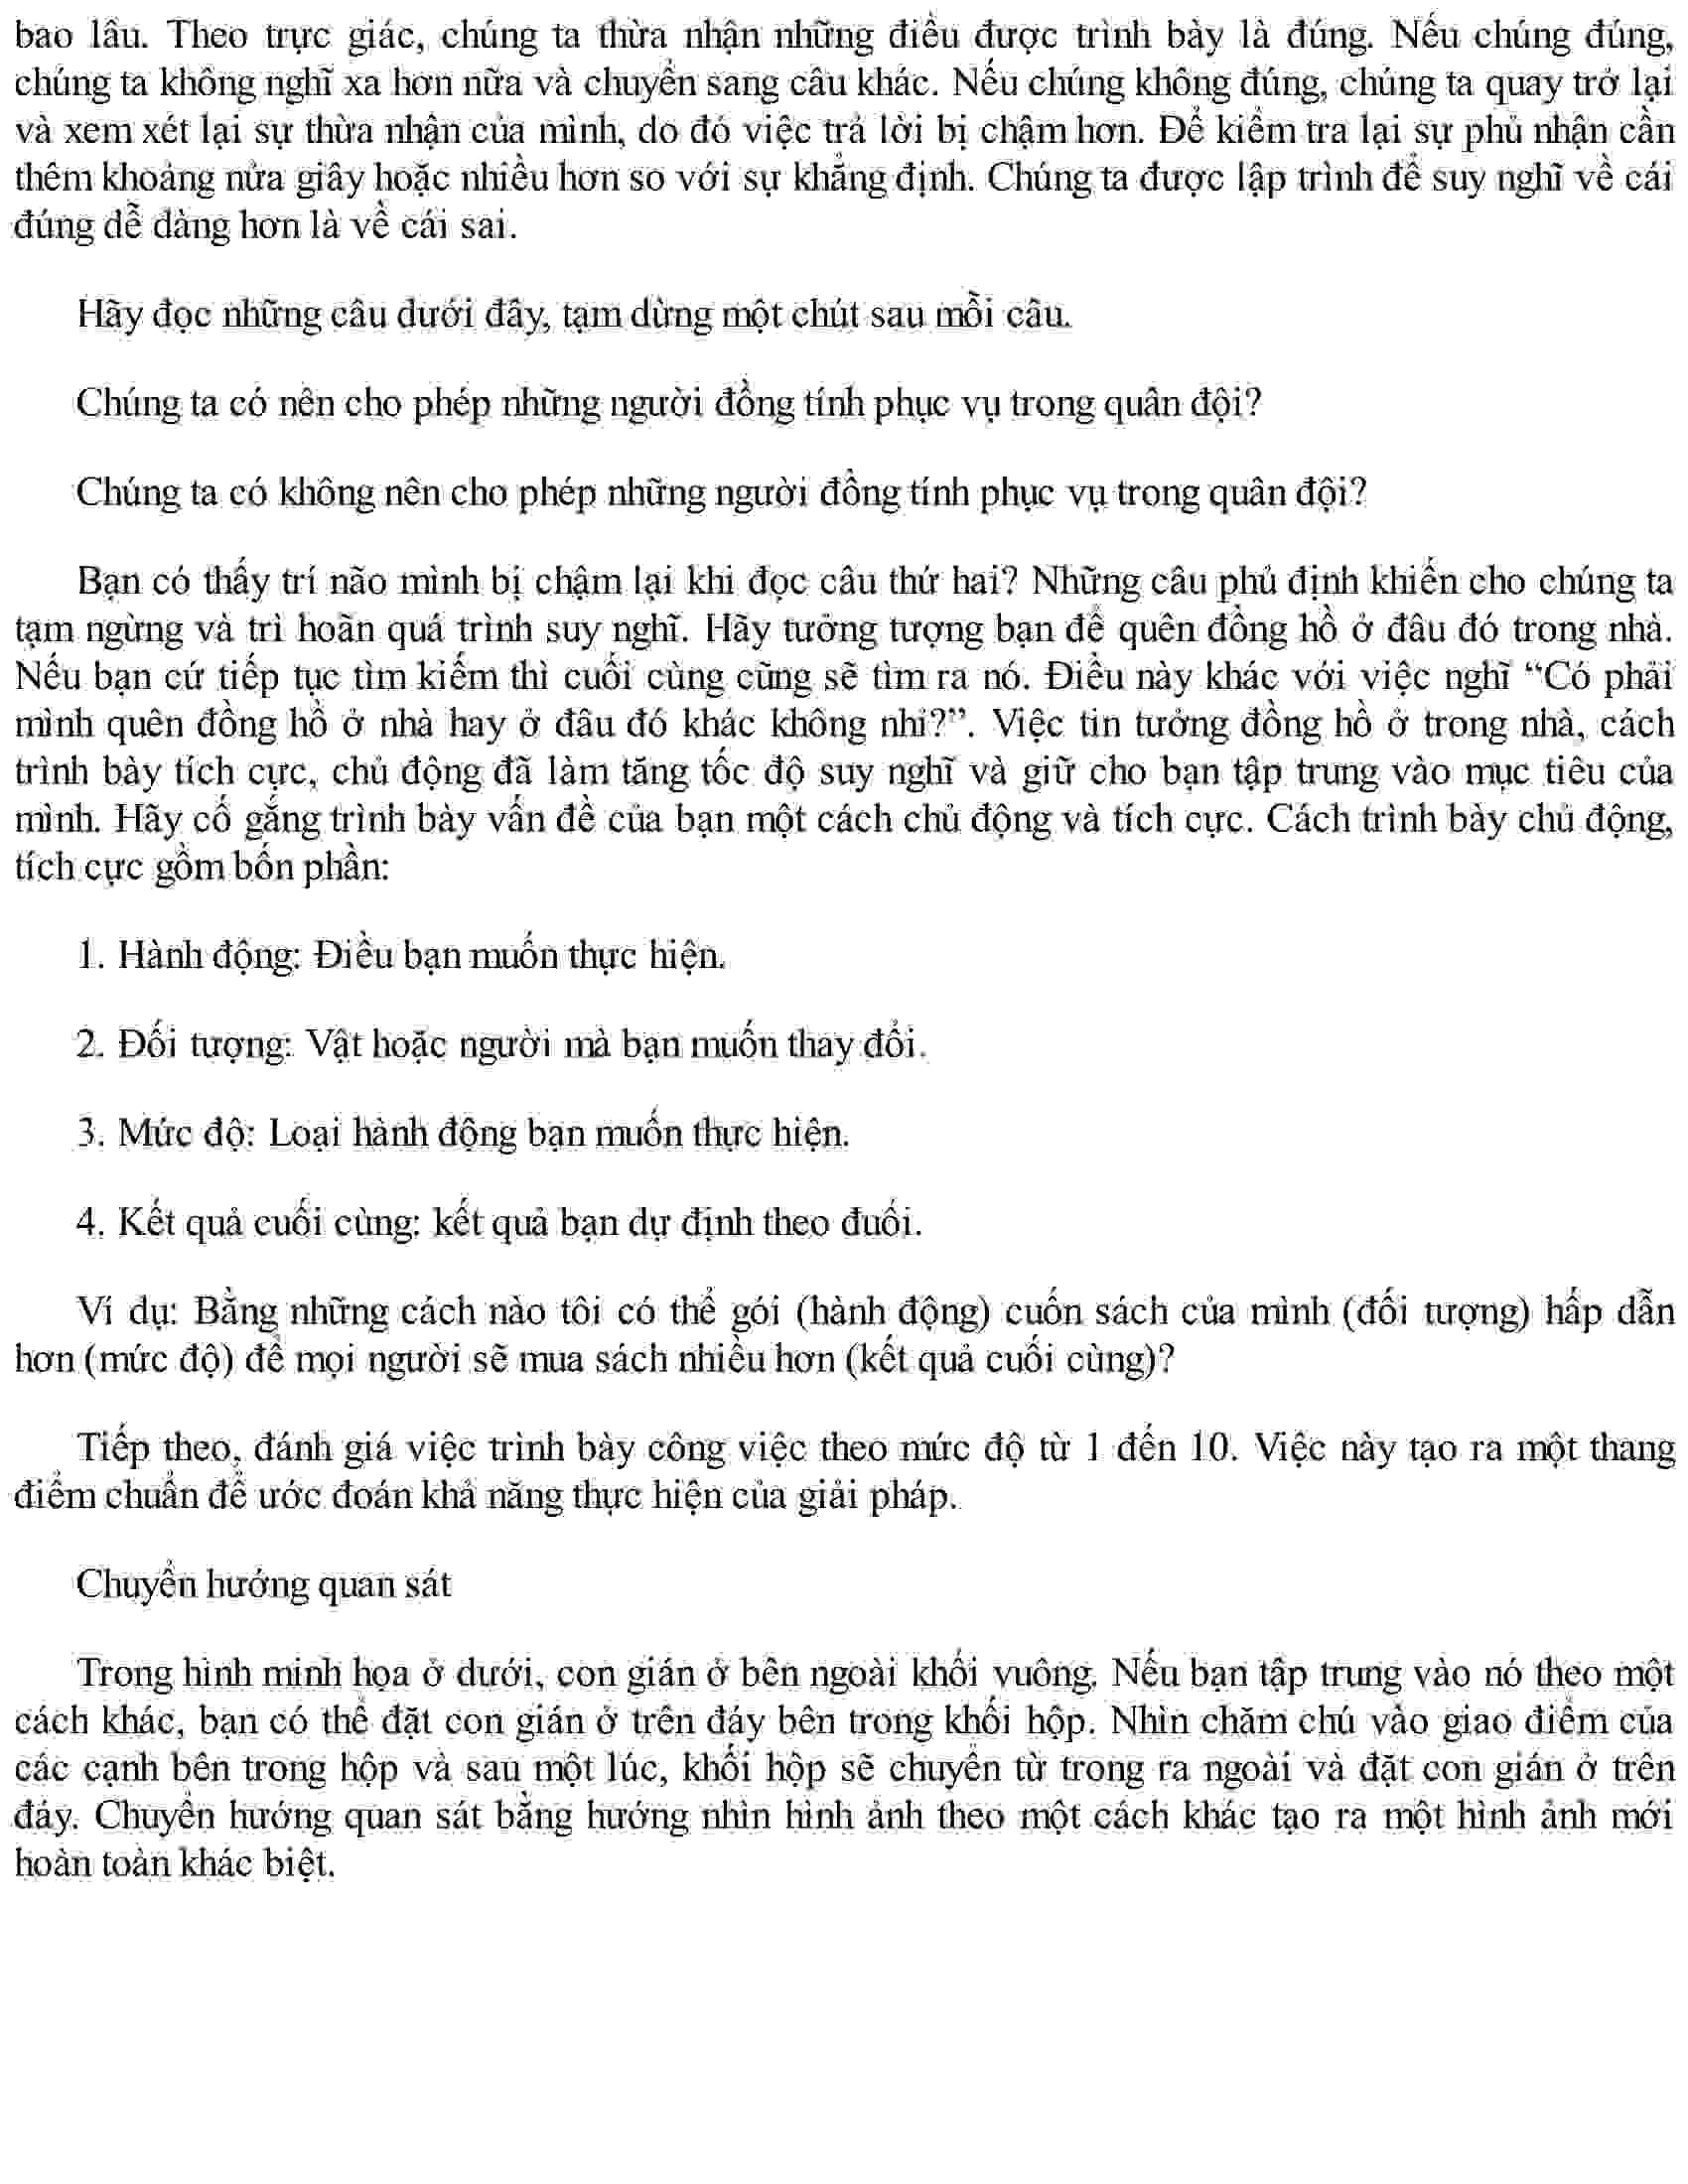 bao lâu. Theo trực giác, chúng ta thừa nhận những điều được trình bày là đúng. Nếu chúng đúng,
chúng ta không nghĩ xa hơn nữa và chuyển sang câu khác. Nếu chúng không đúng, chúng ta quay trở lại
và xem xét lại sự thừa nhận của mình, do đó việc trả lời bị chậm hơn. Để kiểm tra lại sự phủ nhận cần
thêm khoảng nửa giây hoặc nhiều hơn so với sự khẳng định. Chúng ta được lập trình để suy nghĩ về cái
đúng dễ dàng hơn là về cái sai.
Hãy đọc những câu dưới đây, tạm dừng một chút sau mỗi câu.
Chúng ta có nên cho phép những người đồng tính phục vụ trong quân đội?
Chúng ta có không nên cho phép những người đồng tính phục vụ trong quân đội?
Bạn có thấy trí não mình bị chậm lại khi đọc câu thứ hai? Những câu phủ định khiến cho chúng ta
tạm ngừng và trì hoãn quá trình suy nghĩ. Hãy tưởng tượng bạn để quên đồng hồ ở đâu đó trong nhà.
Nếu bạn cứ tiếp tục tìm kiếm thì cuối cùng cũng sẽ tìm ra nó. Điều này khác với việc nghĩ “Có phải
mình quên đồng hồ ở nhà hay ở đâu đó khác không nhỉ?”. Việc tin tưởng đồng hồ ở trong nhà, cách
trình bày tích cực, chủ động đã làm tăng tốc độ suy nghĩ và giữ cho bạn tập trung vào mục tiêu của
mình. Hãy cố gắng trình bày vấn đề của bạn một cách chủ động và tích cực. Cách trình bày chủ động,
tích cực gồm bốn phần:
1. Hành động: Điều bạn muốn thực hiện.
2. Đối tượng: Vật hoặc người mà bạn muốn thay đổi.
3. Mức độ: Loại hành động bạn muốn thực hiện.
4. Kết quả cuối cùng: kết quả bạn dự định theo đuổi.
Ví dụ: Bằng những cách nào tôi có thể gói (hành động) cuốn sách của mình (đối tượng) hấp dẫn
hơn (mức độ) để mọi người sẽ mua sách nhiều hơn (kết quả cuối cùng)?
Tiếp theo, đánh giá việc trình bày công việc theo mức độ từ 1 đến 10. Việc này tạo ra một thang
điểm chuẩn để ước đoán khả năng thực hiện của giải pháp.
Chuyển hướng quan sát
Trong hình minh họa ở dưới, con gián ở bên ngoài khối vuông. Nếu bạn tập trung vào nó theo một
cách khác, bạn có thể đặt con gián ở trên đáy bên trong khối hộp. Nhìn chăm chú vào giao điểm của
các cạnh bên trong hộp và sau một lúc, khối hộp sẽ chuyển từ trong ra ngoài và đặt con gián ở trên
đáy. Chuyển hướng quan sát bằng hướng nhìn hình ảnh theo một cách khác tạo ra một hình ảnh mới
hoàn toàn khác biệt.